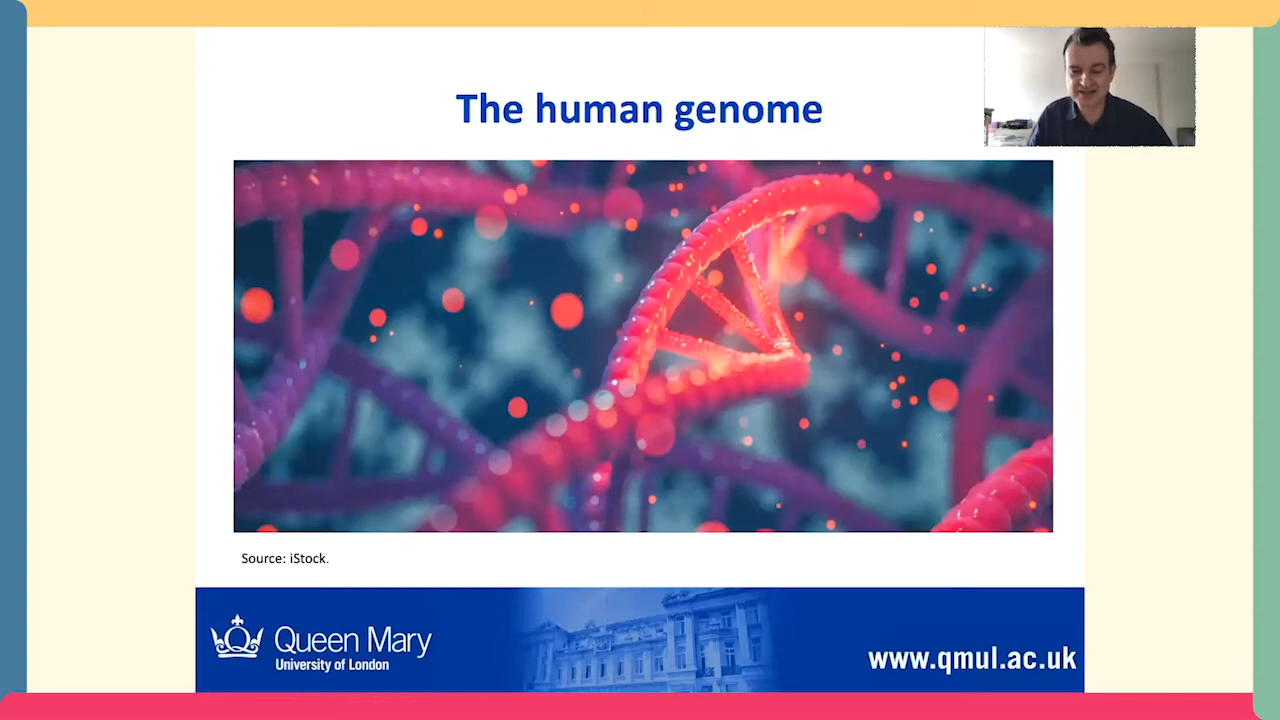 The human genome
Source: iStock.
Queen Mary
University of London
www.qmul.ac.uk